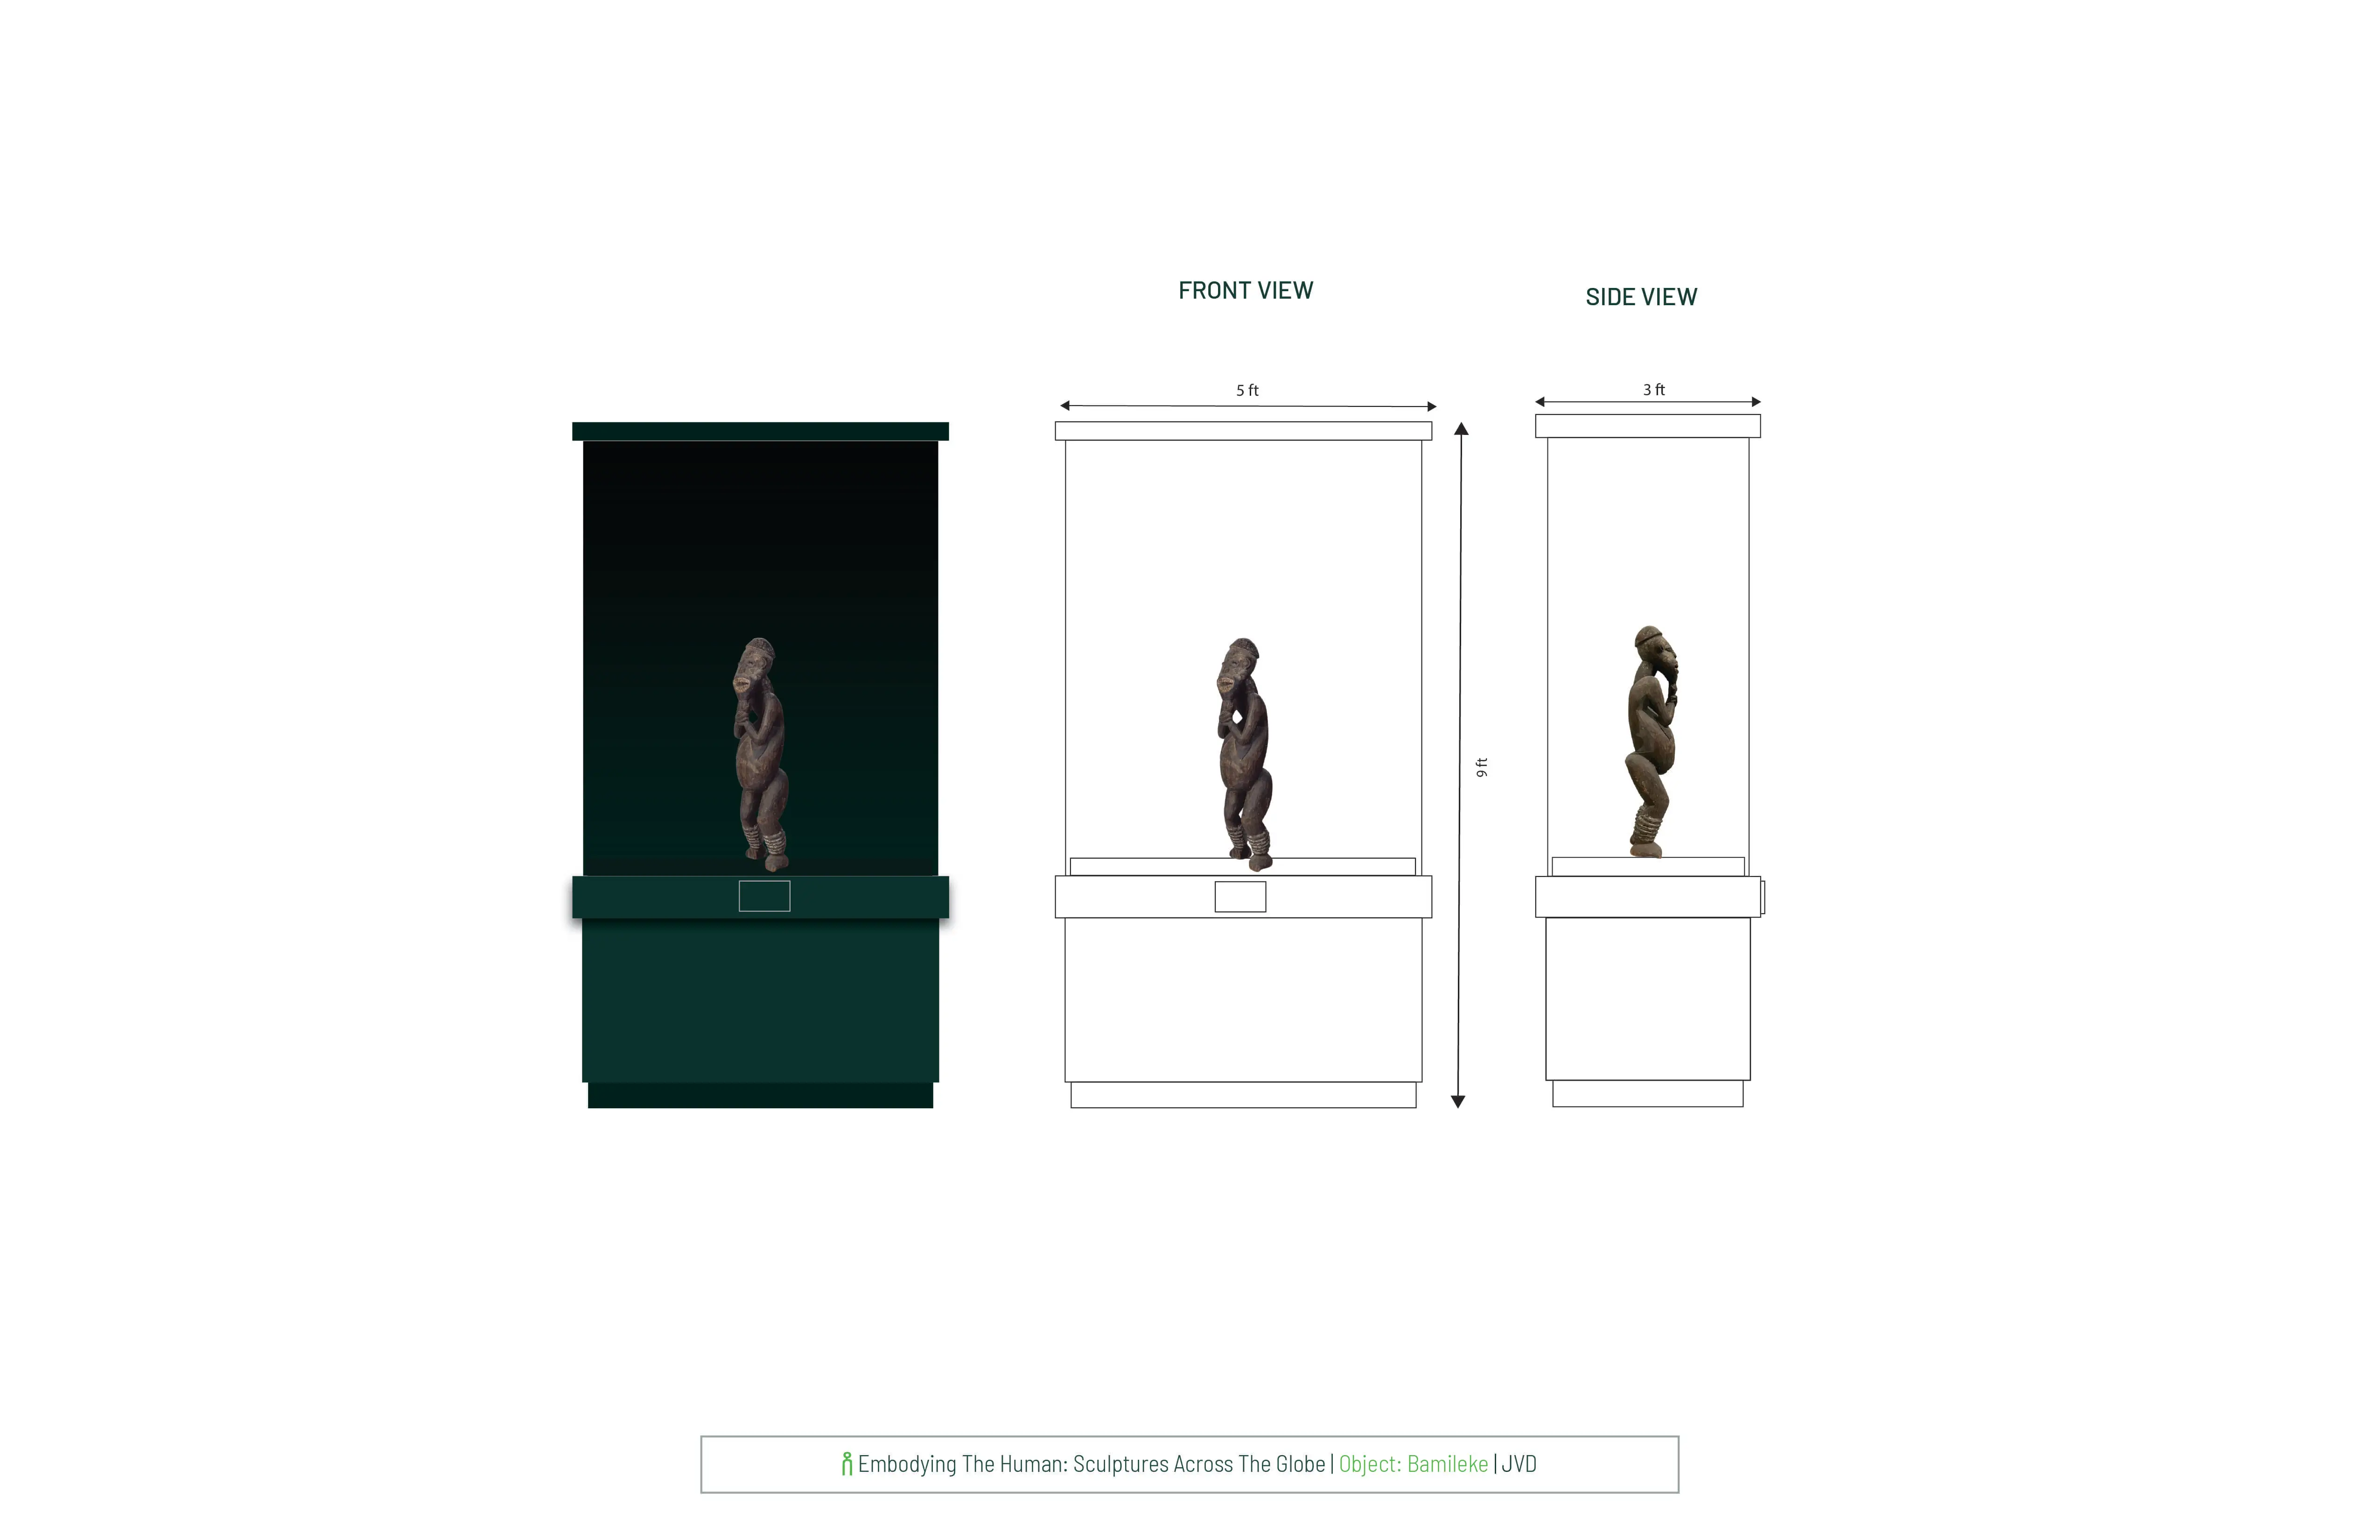 FRONT VIEW
SIDE VIEW
5 ft
3 ft
9 ft
Embodying The Human: Sculptures Across The Globe | Object: Bamileke | JVD